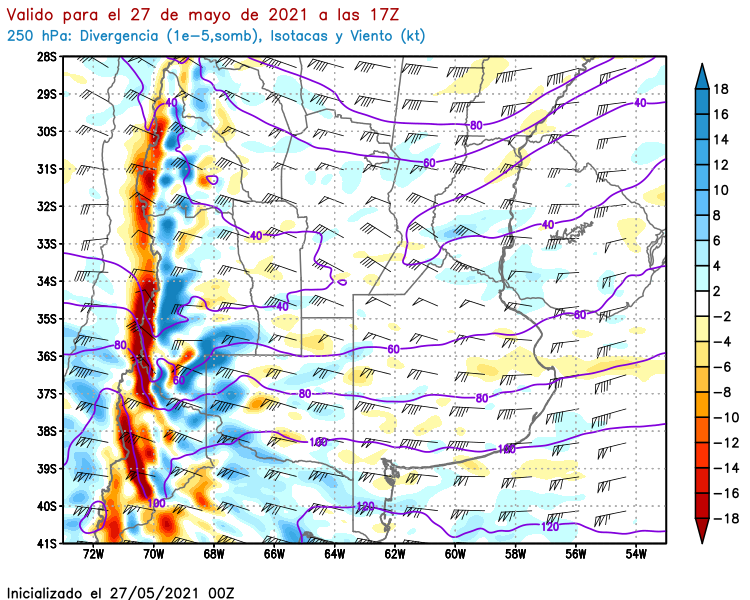 Valido para el 27 de mayo de 2021 a las 17Z
250 hPa: Divergencia (1e−5,somb), Isotacas y Viento (kt)
28S
29S
30S
31S
32S
33S
34S
35S
36S
37S
38S
39S
40S
41S
72W 70W 68W 66W 64W 62W 60W 58W 56W 54W
40
80
60
40
40
40
40
60
80
60
60
80
80
100
100
100
120
120
18
16
14
12
10
8
6
4
2
−2
−4
−6
−8
−10
−12
−14
−16
−18
Inicializado el 27/05/2021 00Z